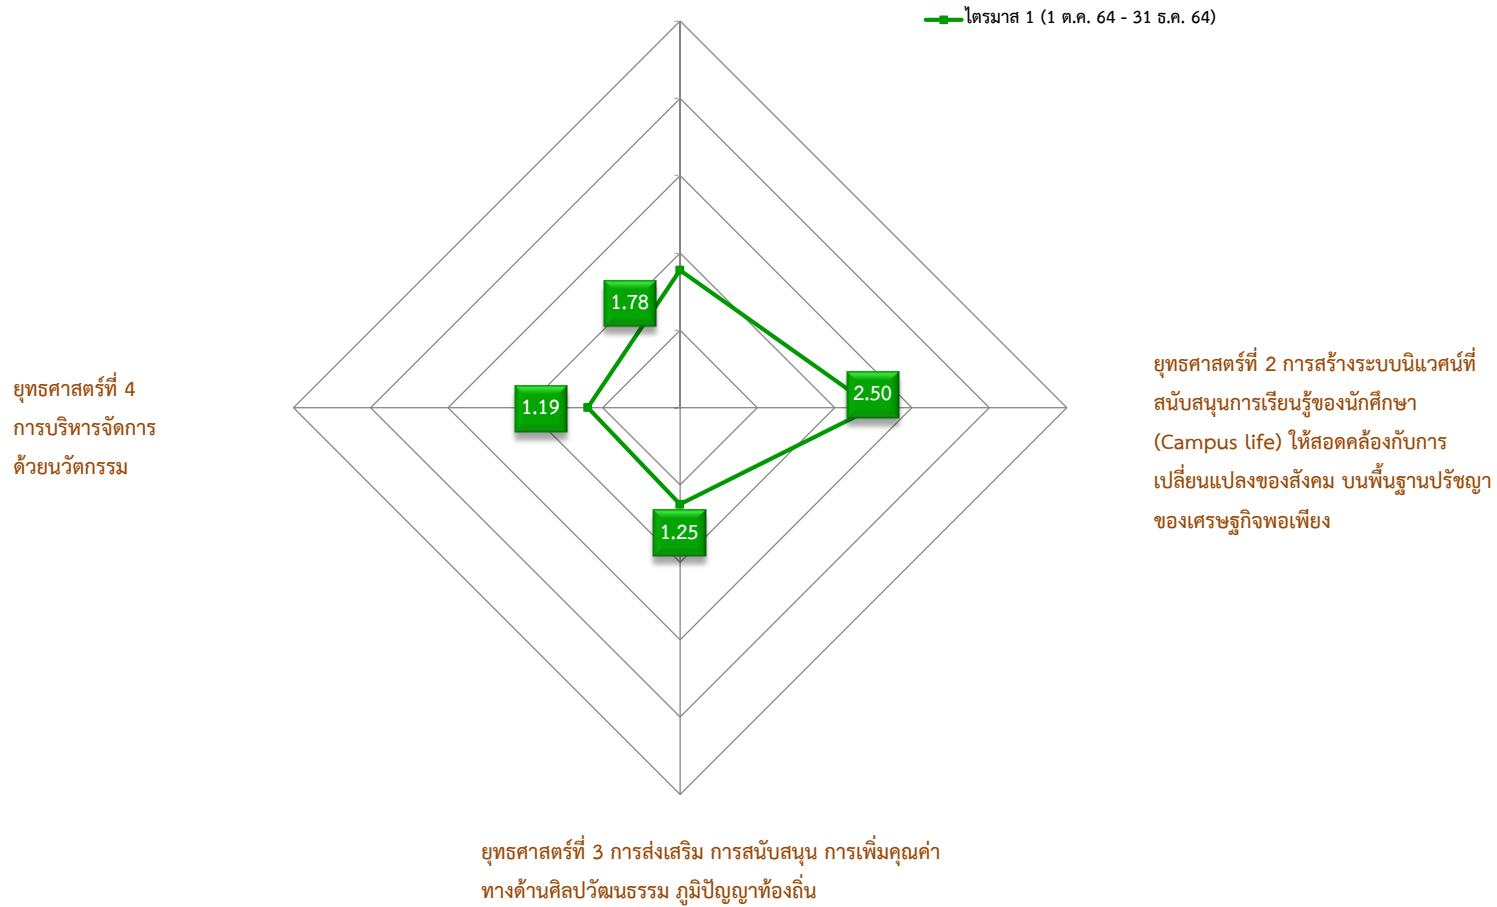 ไตรมาส 1 (1 ต.ค. 64 - 31 ธ.ค. 64)
1.78
2.50
1.19
1.25
ยุทธศาสตร์ที่ 4
การบริหารจัดการ
ด้วยนวัตกรรม
ยุทธศาสตร์ที่ 2 การสร้างระบบนิแวศน์ที่
สนับสนุนการเรียนรู้ของนักศึกษา
(Campus life) ให้สอดคล้องกับการ
เปลี่ยนแปลงของสังคม บนพื้นฐานปรัชญา
ของเศรษฐกิจพอเพียง
ยุทธศาสตร์ที่ 3 การส่งเสริม การสนับสนุน การเพิ่มคุณค่า
ทางด้านศิลปวัฒนธรรม ภูมิปัญญาท้องถิ่น